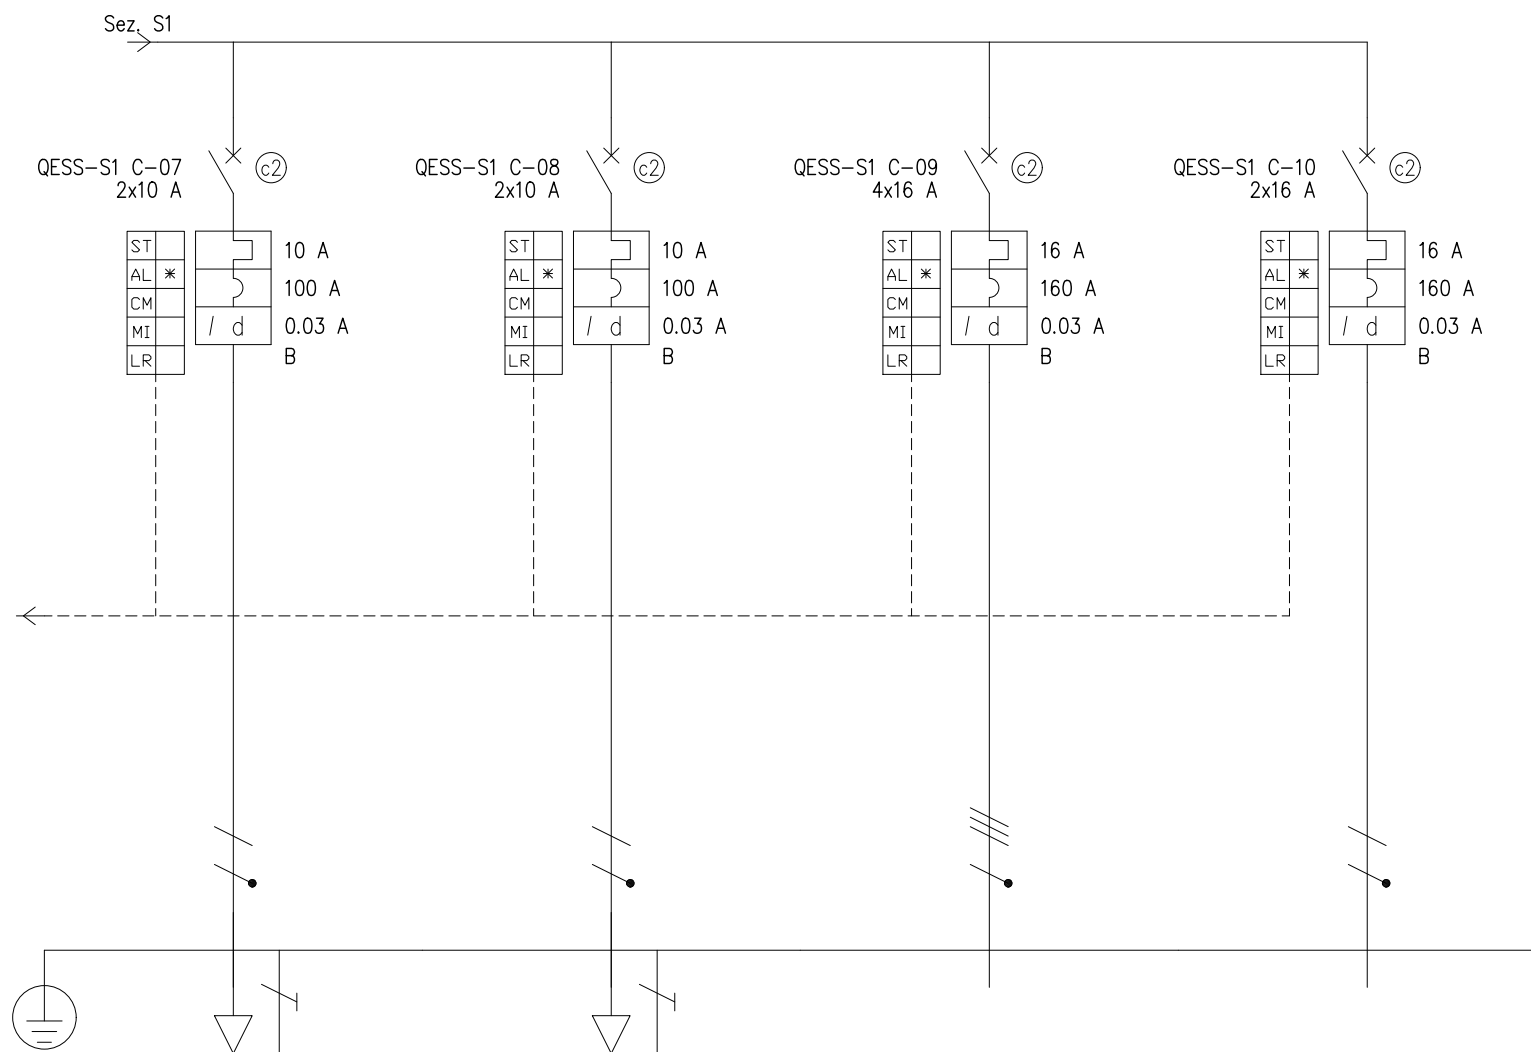 Sez. S1
QESS-S1 C-07
2x10 A
c2
ST
AL *
CM
MI
LR
10 A
100 A
I d
0.03 A
B
QESS-S1 C-08
2x10 A
c2
ST
AL *
CM
MI
LR
10 A
100 A
I d
0.03 A
B
QESS-S1 C-09
4x16 A
c2
ST
AL *
CM
MI
LR
16 A
160 A
I d
0.03 A
B
QESS-S1 C-10
2x16 A
c2
ST
AL *
CM
MI
LR
16 A
160 A
I d
0.03 A
B